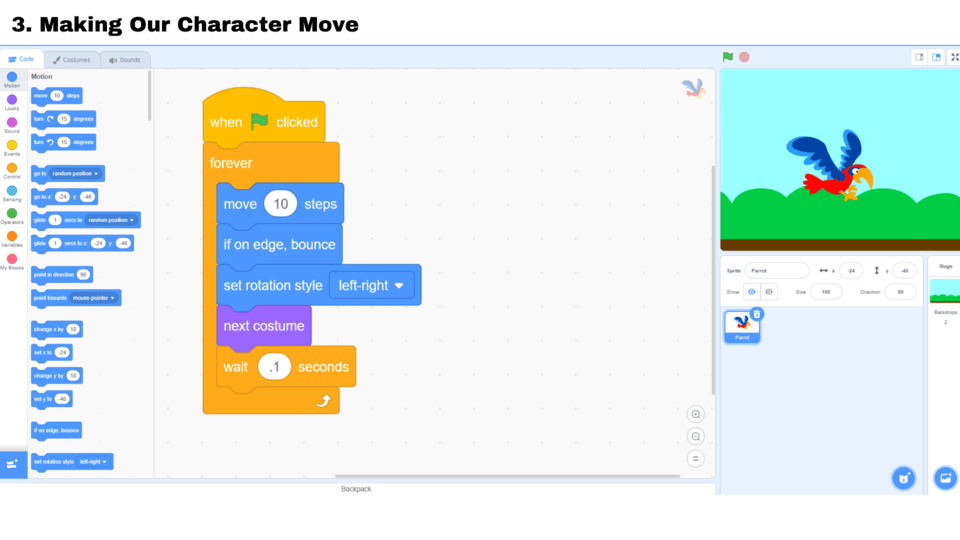 3. Making Our Character Move
Code Costumes Sounds
Motion
Looks
Sound
Events
Control
Sensing
Operators
Variables
My Blocks
Motion
move 10 steps
turn 15 degrees
turn 15 degrees
go to random position
go to x: -24 y: -46
glide 1 secs to random position
glide 1 secs to x: -24 y: -46
point in direction 90
point towards mouse-pointer
change x by 10
set x to -24
change y by 10
set y to -46
if on edge, bounce
set rotation style left-right
when clicked
forever
move 10 steps
if on edge, bounce
set rotation style left-right
next costume
wait .1 seconds
Backpack
Sprite Parrot x -24 y -46
Show Size 100 Direction 90
Parrot
Stage
Backdrops
2